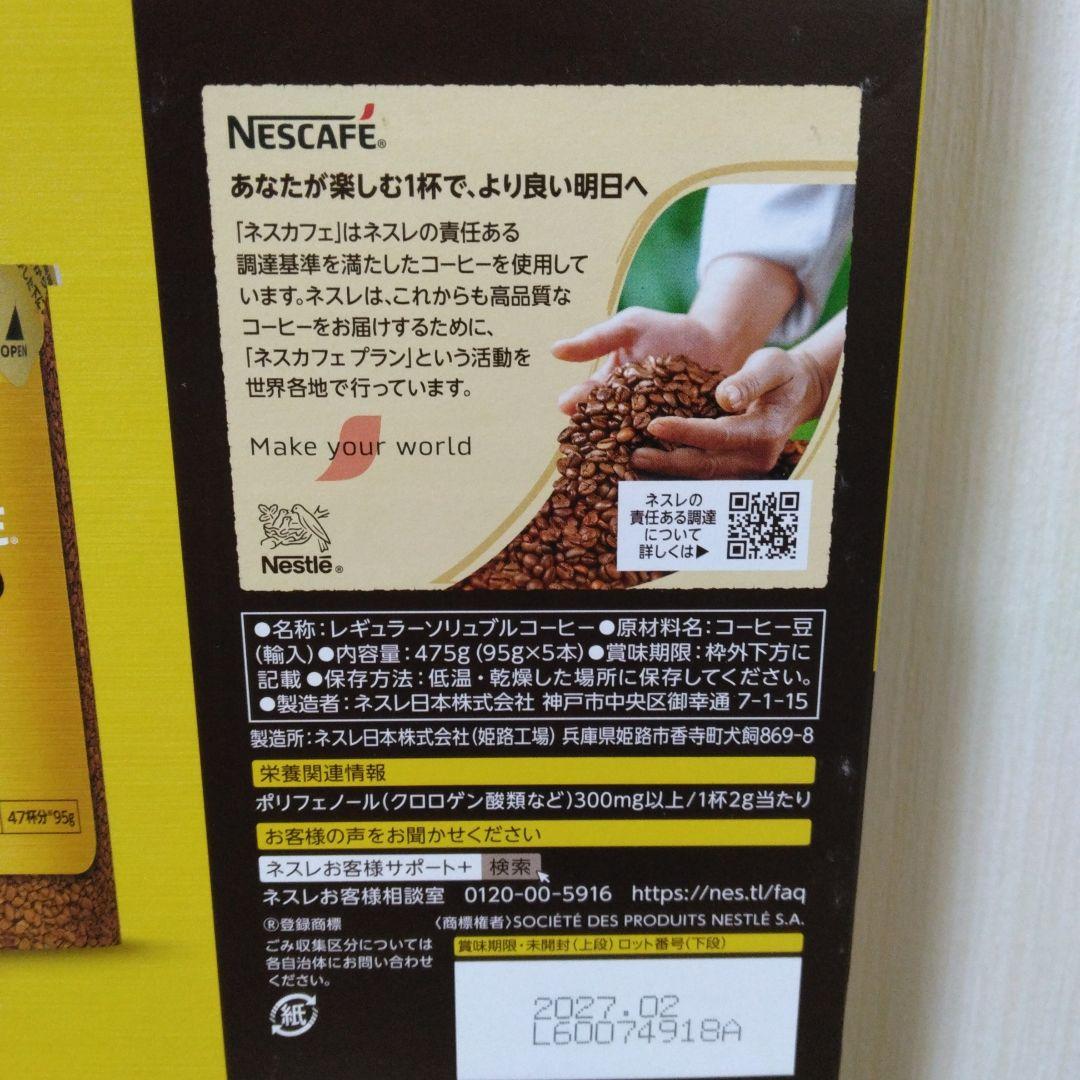 NESCAFÉ®
あなたが楽しむ1杯で、より良い明日へ
「ネスカフェ」はネスレの責任ある
調達基準を満たしたコーヒーを使用して
います。ネスレは、これからも高品質な
コーヒーをお届けするために、
「ネスカフェ プラン」という活動を
世界各地で行っています。
Make your world
Nestlé®
ネスレの
責任ある調達
について
詳しくは▶
OPEN
É®
47杯分※95g
●名称：レギュラーソリュブルコーヒー●原材料名：コーヒー豆
(輸入)●内容量：475g (95g×5本)●賞味期限：枠外下方に
記載●保存方法：低温・乾燥した場所に保存してください。
●製造者：ネスレ日本株式会社 神戸市中央区御幸通 7-1-15
製造所：ネスレ日本株式会社(姫路工場) 兵庫県姫路市香寺町犬飼869-8
栄養関連情報
ポリフェノール(クロロゲン酸類など)300mg以上/1杯2g当たり
お客様の声をお聞かせください
ネスレお客様サポート+ 検索
ネスレお客様相談室 0120-00-5916 https://nes.tl/faq
®登録商標 〈商標権者〉SOCIÉTÉ DES PRODUITS NESTLÉ S.A.
ごみ収集区分については
各自治体にお問い合わせ
ください。
紙
賞味期限・未開封(上段) ロット番号(下段)
2027.02
L60074918A